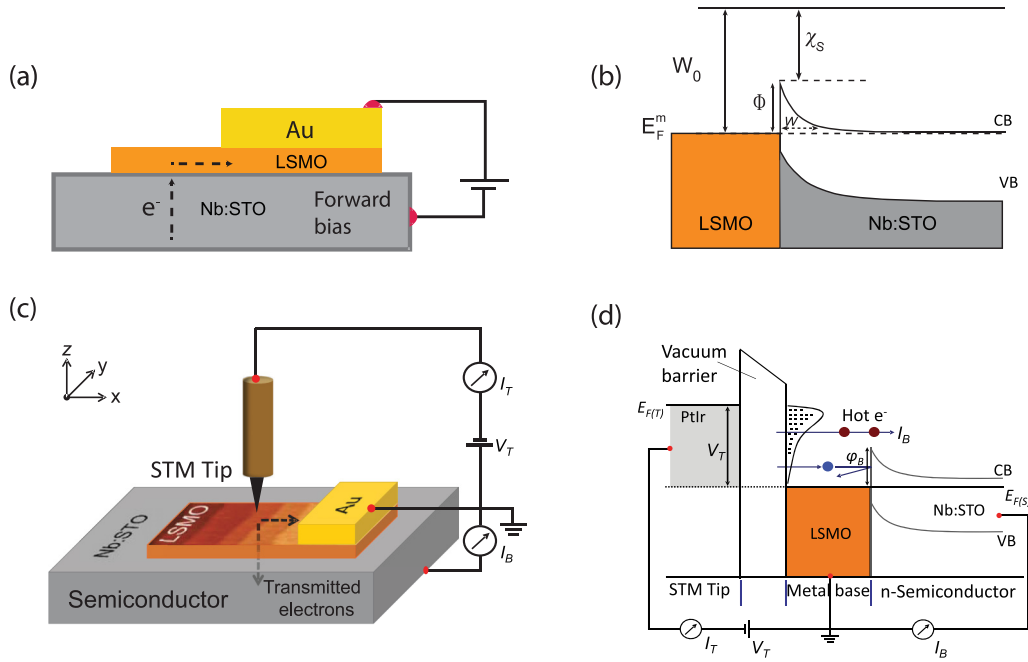 (a)
Au
LSMO
e⁻
Nb:STO
Forward
bias
(b)
W₀
χS
Φ
W
E_F^m
CB
VB
LSMO
Nb:STO
(c)
z
y
x
STM Tip
I_T
V_T
I_B
Nb:STO
LSMO
Au
Semiconductor
Transmitted
electrons
(d)
Vacuum
barrier
E_F(T)
PtIr
Hot e⁻
I_B
V_T
φ_B
CB
E_F(S)
Nb:STO
LSMO
VB
STM Tip
Metal base
n-Semiconductor
I_T
V_T
I_B